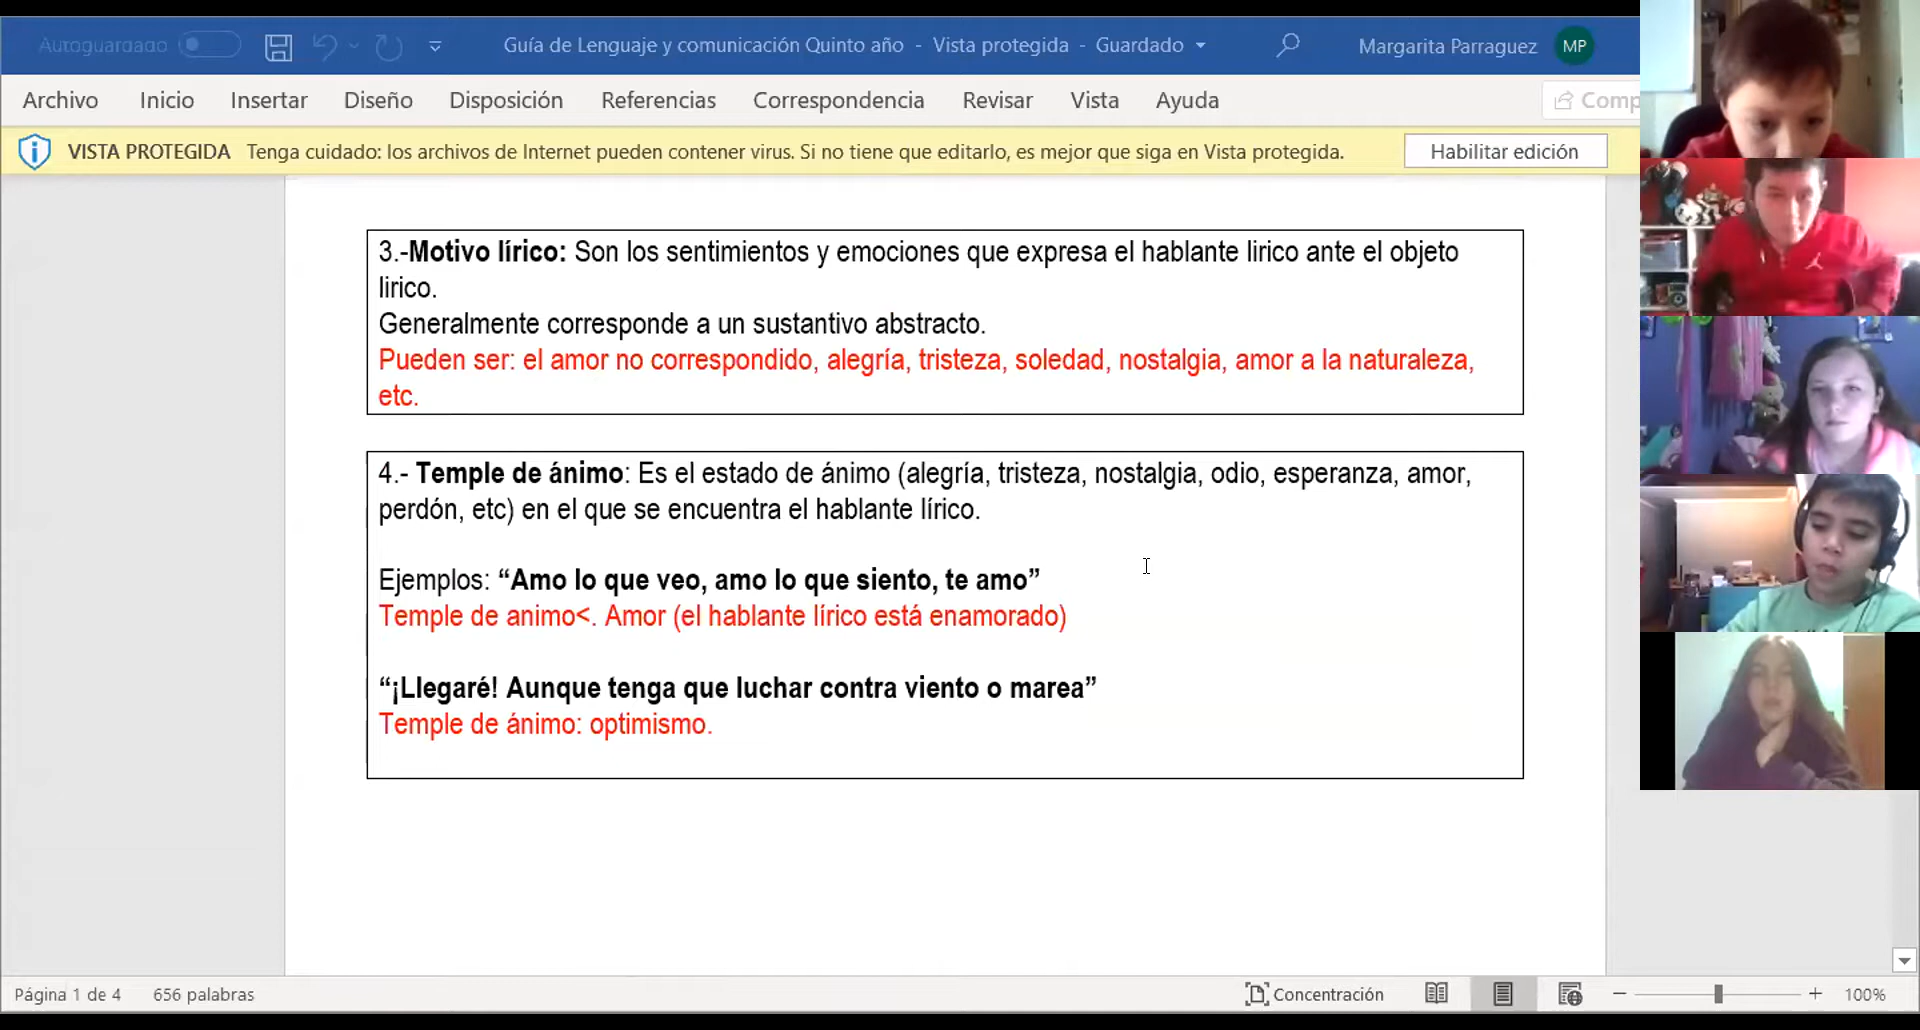 Autoguardado
Guía de Lenguaje y comunicación Quinto año - Vista protegida - Guardado
Margarita Parraguez
MP
Archivo Inicio Insertar Diseño Disposición Referencias Correspondencia Revisar Vista Ayuda
Comp
VISTA PROTEGIDA Tenga cuidado: los archivos de Internet pueden contener virus. Si no tiene que editarlo, es mejor que siga en Vista protegida.
Habilitar edición
3.-Motivo lírico: Son los sentimientos y emociones que expresa el hablante lirico ante el objeto
lirico.
Generalmente corresponde a un sustantivo abstracto.
Pueden ser: el amor no correspondido, alegría, tristeza, soledad, nostalgia, amor a la naturaleza,
etc.
4.- Temple de ánimo: Es el estado de ánimo (alegría, tristeza, nostalgia, odio, esperanza, amor,
perdón, etc) en el que se encuentra el hablante lírico.
Ejemplos: “Amo lo que veo, amo lo que siento, te amo”
Temple de animo<. Amor (el hablante lírico está enamorado)
“¡Llegaré! Aunque tenga que luchar contra viento o marea”
Temple de ánimo: optimismo.
Página 1 de 4 656 palabras
Concentración
100%